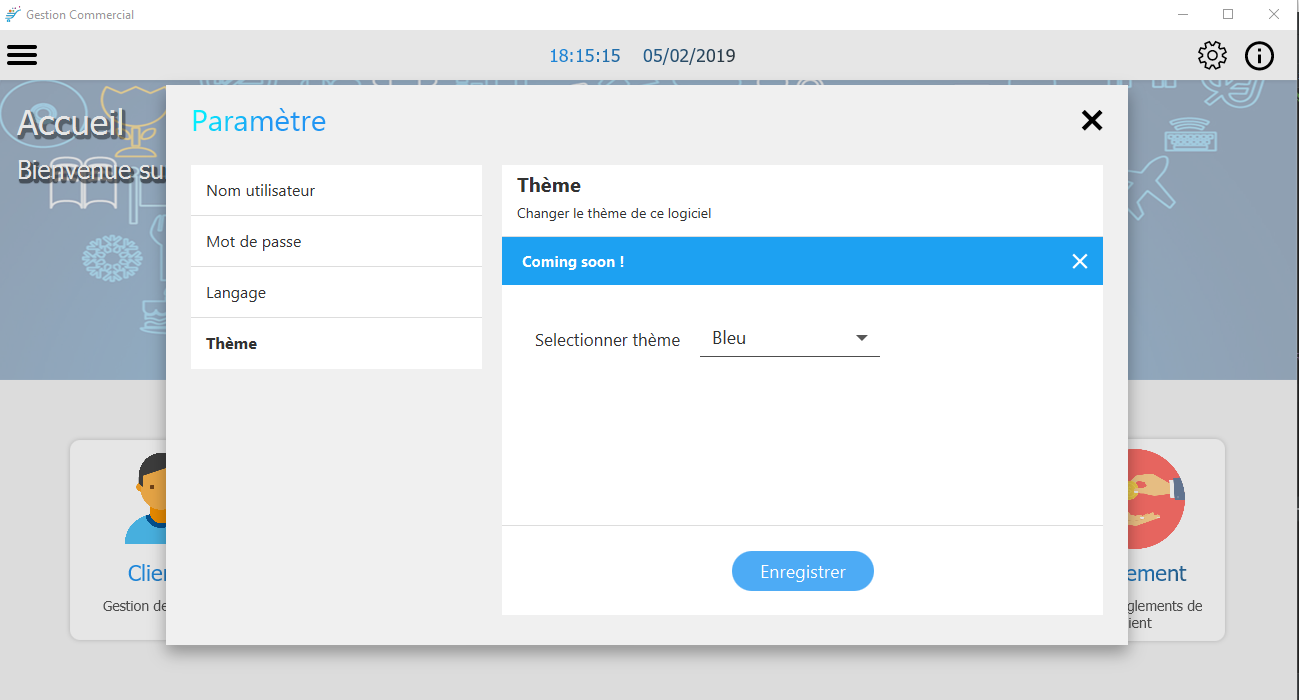 Gestion Commercial
18:15:15 05/02/2019
Accueil
Bienvenue su
Paramètre
Nom utilisateur
Mot de passe
Langage
Thème
Thème
Changer le thème de ce logiciel
Coming soon !
Selectionner thème Bleu
Enregistrer
Clie
Gestion de
ement
glements de
ient